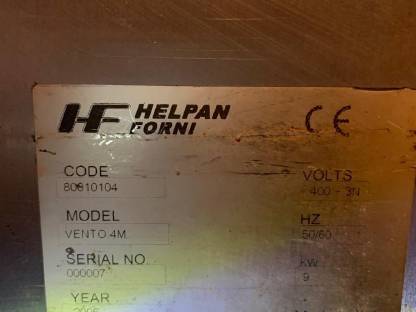 HF HELPAN
FORNI
CE
CODE
80810104
VOLTS
400 - 3N
MODEL
VENTO 4M
HZ
50/60
SERIAL NO
000007
KW
9
YEAR